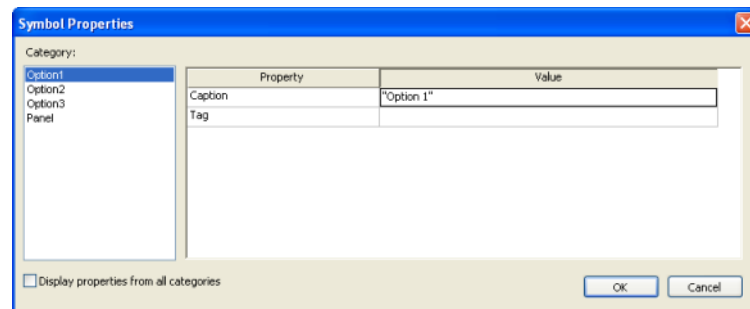 Symbol Properties
Category:
Option1
Option2
Option3
Panel
Property Value
Caption "Option 1"
Tag
Display properties from all categories
OK Cancel